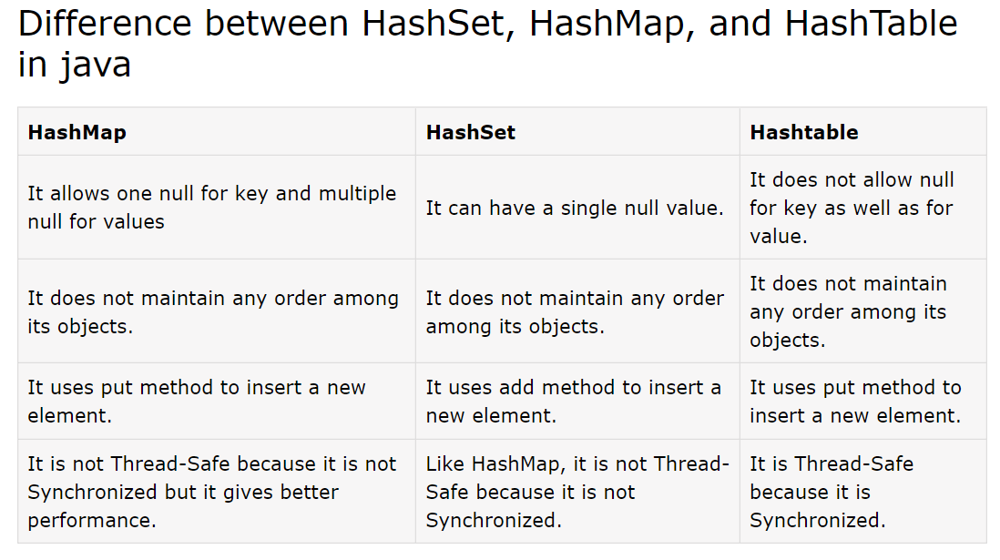 Difference between HashSet, HashMap, and HashTable
in java
HashMap
HashSet
Hashtable
It allows one null for key and multiple
null for values
It can have a single null value.
It does not allow null
for key as well as for
value.
It does not maintain any order among
its objects.
It does not maintain any order
among its objects.
It does not maintain
any order among its
objects.
It uses put method to insert a new
element.
It uses add method to insert a
new element.
It uses put method to
insert a new element.
It is not Thread-Safe because it is not
Synchronized but it gives better
performance.
Like HashMap, it is not Thread-
Safe because it is not
Synchronized.
It is Thread-Safe
because it is
Synchronized.